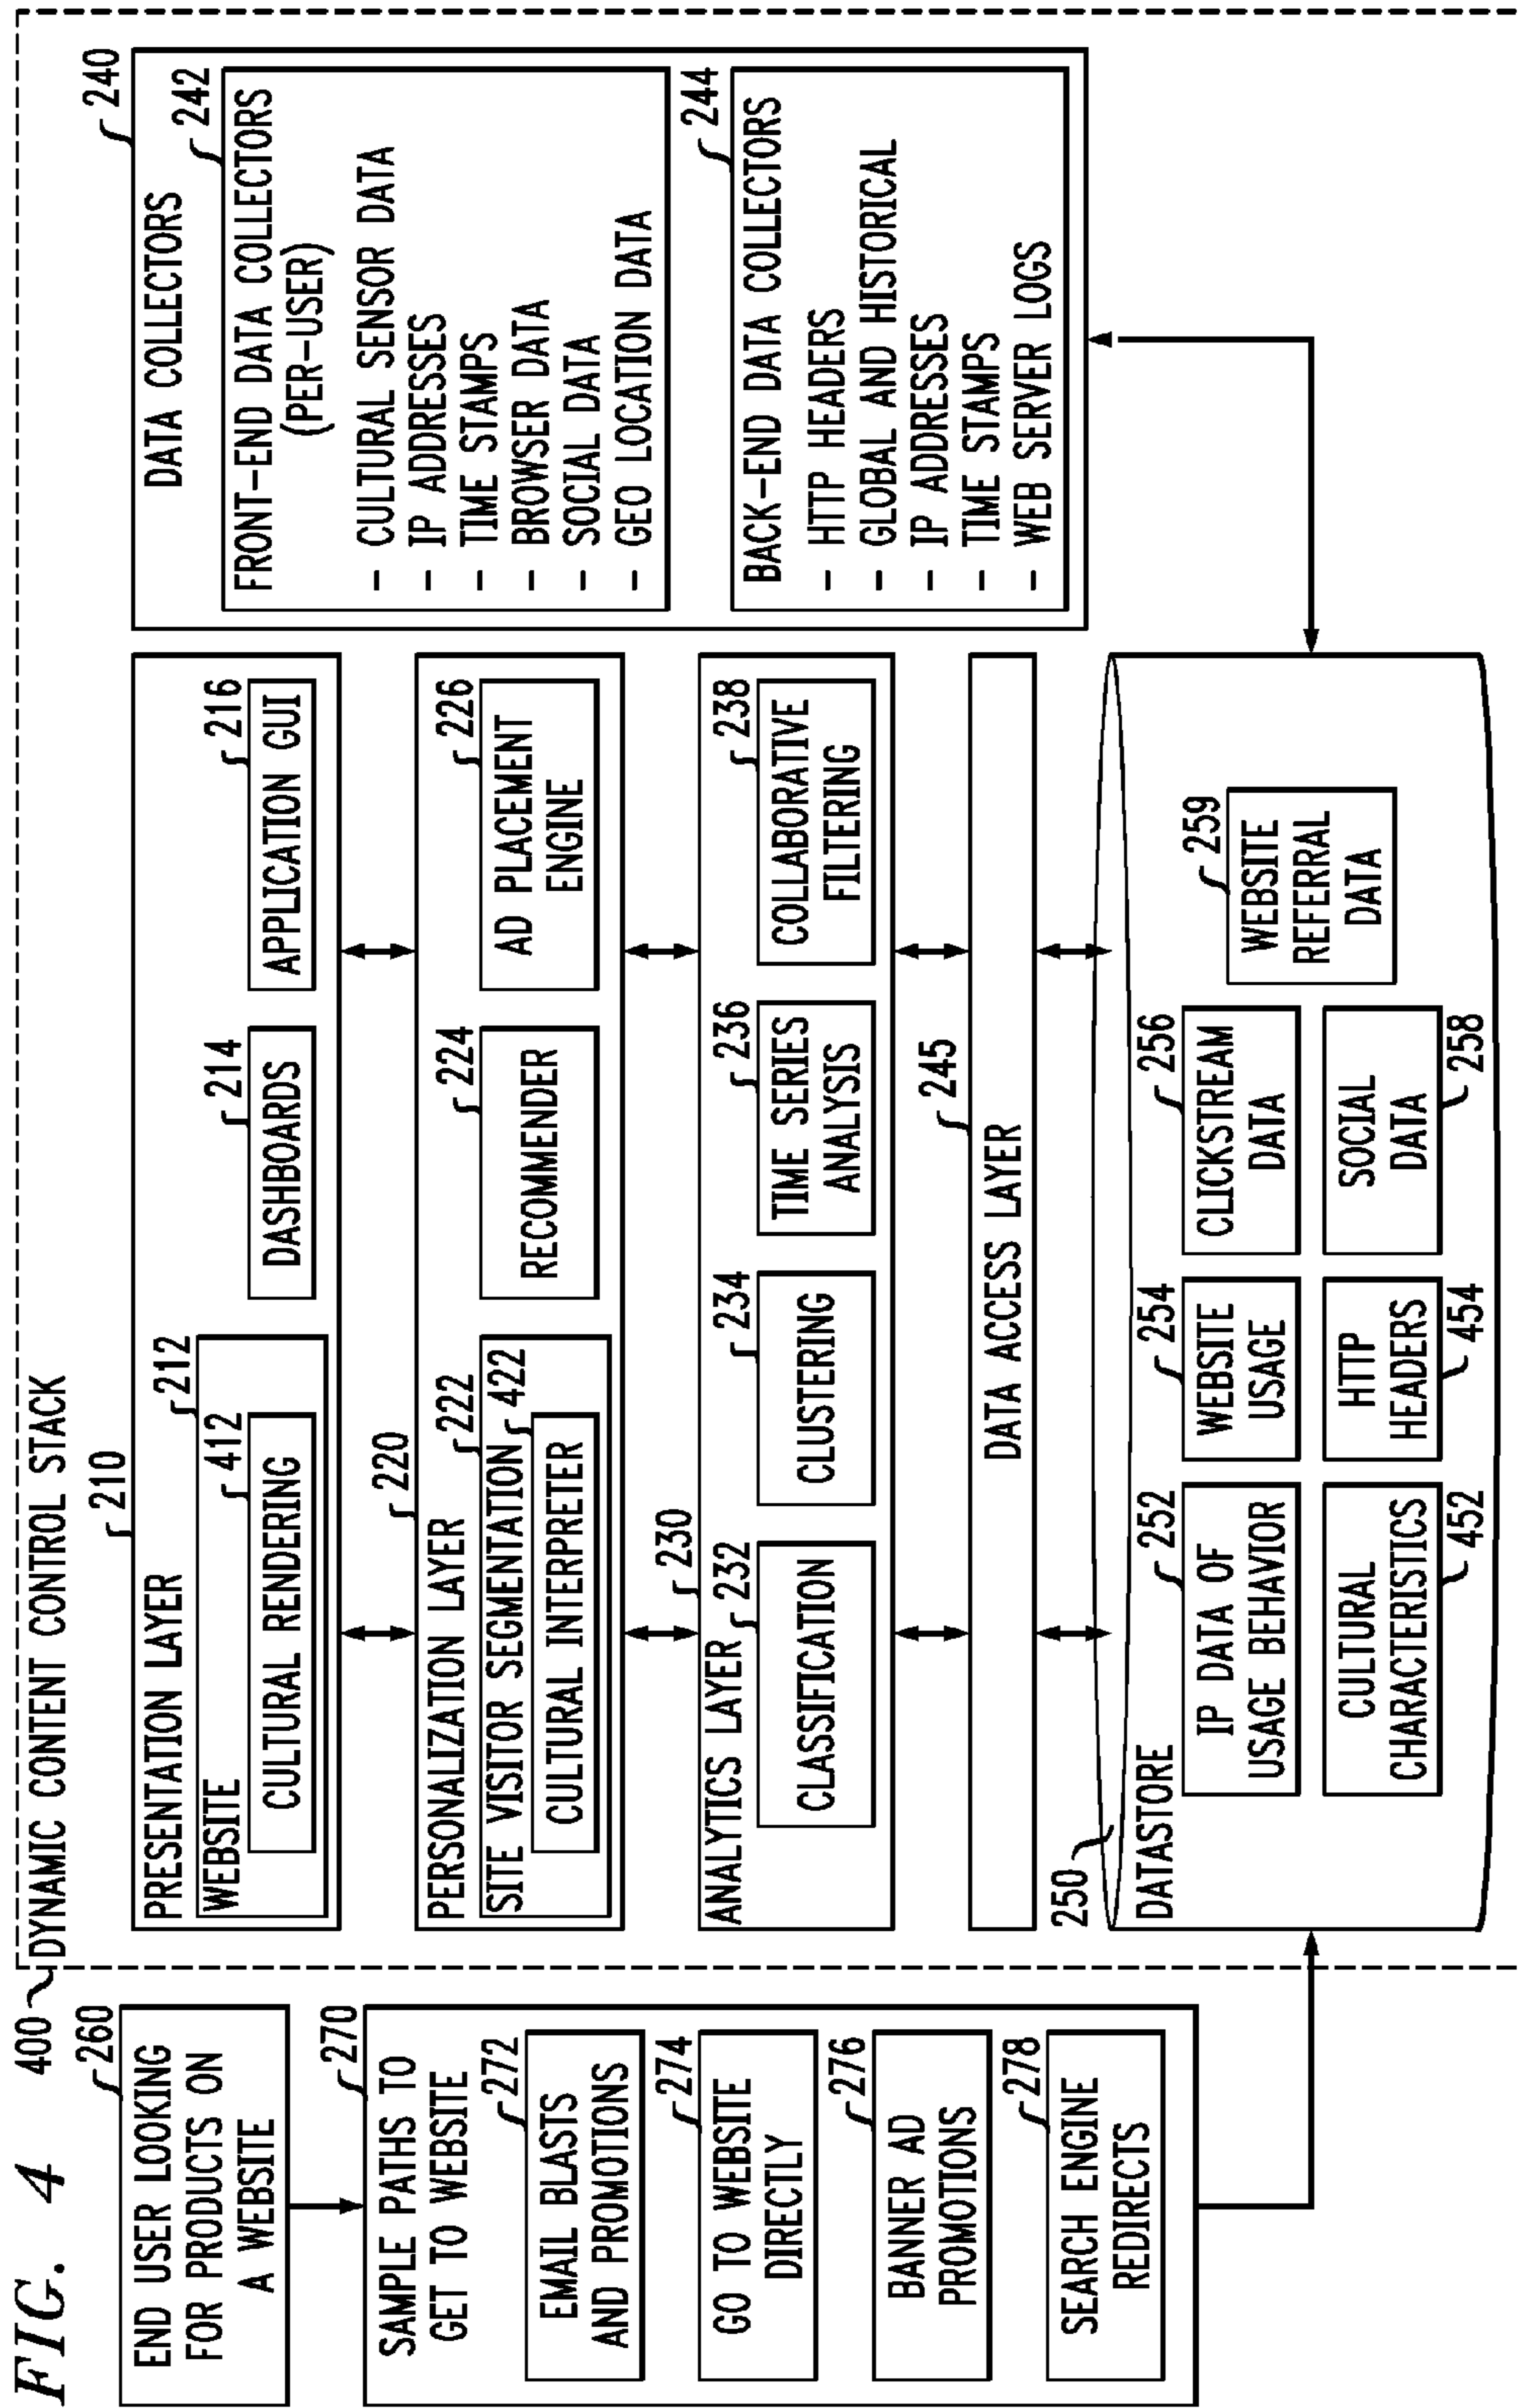 FIG. 4
400
DYNAMIC CONTENT CONTROL STACK
260
END USER LOOKING
FOR PRODUCTS ON
A WEBSITE
270
SAMPLE PATHS TO
GET TO WEBSITE
272
EMAIL BLASTS
AND PROMOTIONS
274
GO TO WEBSITE
DIRECTLY
276
BANNER AD
PROMOTIONS
278
SEARCH ENGINE
REDIRECTS
210
PRESENTATION LAYER
212
WEBSITE
412
CULTURAL RENDERING
214
DASHBOARDS
216
APPLICATION GUI
220
PERSONALIZATION LAYER
222
SITE VISITOR SEGMENTATION
422
CULTURAL INTERPRETER
224
RECOMMENDER
226
AD PLACEMENT
ENGINE
230
ANALYTICS LAYER
232
CLASSIFICATION
234
CLUSTERING
236
TIME SERIES
ANALYSIS
238
COLLABORATIVE
FILTERING
245
DATA ACCESS LAYER
250
DATASTORE
252
IP DATA OF
USAGE BEHAVIOR
254
WEBSITE
USAGE
256
CLICKSTREAM
DATA
259
WEBSITE
REFERRAL
DATA
CULTURAL
CHARACTERISTICS
452
HTTP
HEADERS
454
SOCIAL
DATA
258
240
DATA COLLECTORS
242
FRONT-END DATA COLLECTORS
(PER-USER)
- CULTURAL SENSOR DATA
- IP ADDRESSES
- TIME STAMPS
- BROWSER DATA
- SOCIAL DATA
- GEO LOCATION DATA
244
BACK-END DATA COLLECTORS
- HTTP HEADERS
- GLOBAL AND HISTORICAL
- IP ADDRESSES
- TIME STAMPS
- WEB SERVER LOGS